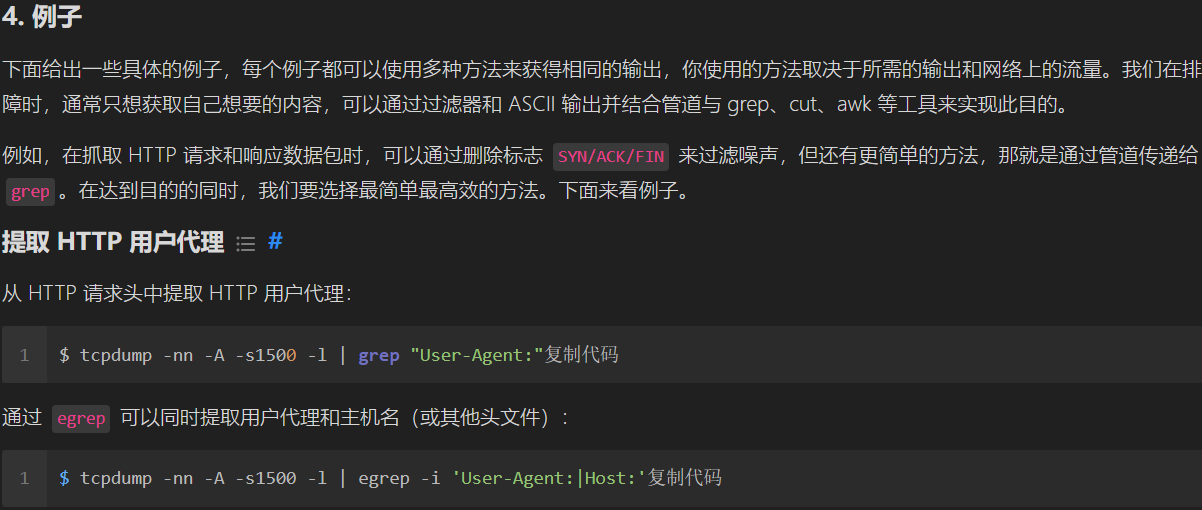 4. 例子
下面给出一些具体的例子，每个例子都可以使用多种方法来获得相同的输出，你使用的方法取决于所需的输出和网络上的流量。我们在排
障时，通常只想获取自己想要的内容，可以通过过滤器和 ASCII 输出并结合管道与 grep、cut、awk 等工具来实现此目的。
例如，在抓取 HTTP 请求和响应数据包时，可以通过删除标志 SYN/ACK/FIN 来过滤噪声，但还有更简单的方法，那就是通过管道传递给
grep 。在达到目的的同时，我们要选择最简单最高效的方法。下面来看例子。
提取 HTTP 用户代理 #
从 HTTP 请求头中提取 HTTP 用户代理：
1 $ tcpdump -nn -A -s1500 -l | grep "User-Agent:"复制代码
通过 egrep 可以同时提取用户代理和主机名（或其他头文件）：
1 $ tcpdump -nn -A -s1500 -l | egrep -i 'User-Agent:|Host:'复制代码